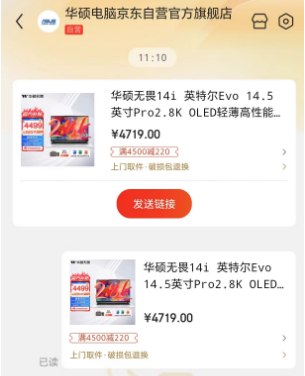 华硕电脑京东自营官方旗舰店
自营
11:10
华硕无畏14i 英特尔Evo 14.5
英寸Pro2.8K OLED轻薄高性能…
4499
¥4719.00
满4500减220
上门取件·破损包退换
发送链接
华硕无畏14i 英特尔Evo
14.5英寸Pro2.8K OLED…
4499
¥4719.00
满4500减220
已读
上门取件·破损包退换